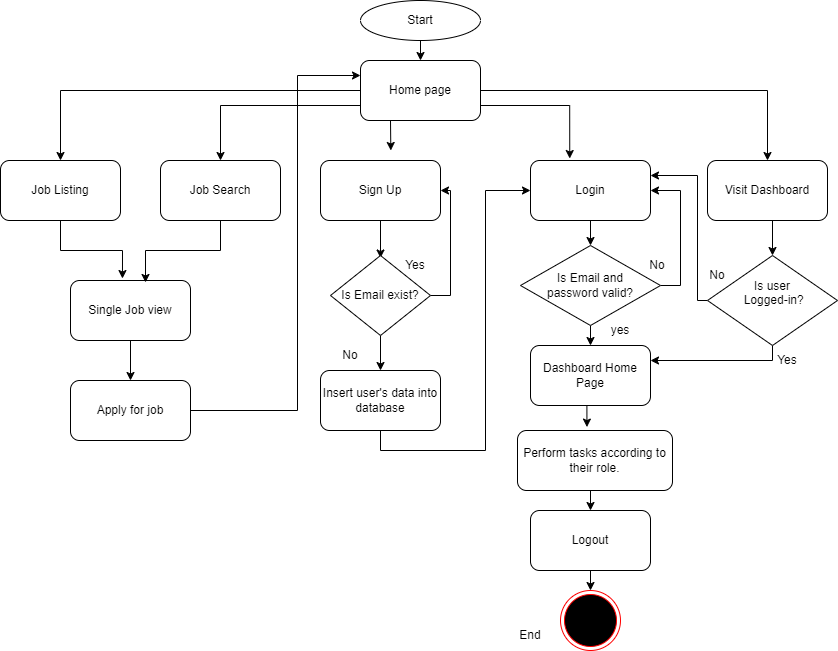 Start
Home page
Job Listing
Job Search
Sign Up
Login
Visit Dashboard
Yes
Is Email exist?
No
Is Email and
password valid?
No
Is user
Logged-in?
Single Job view
yes
Yes
No
Dashboard Home
Page
Insert user's data into
database
Apply for job
Perform tasks according to
their role.
Logout
End